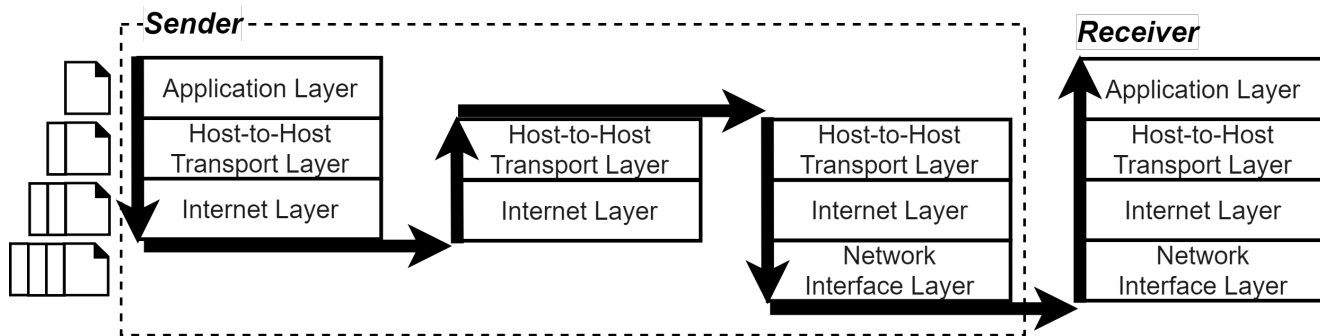 Sender
Application Layer
Host-to-Host
Transport Layer
Internet Layer
Host-to-Host
Transport Layer
Internet Layer
Host-to-Host
Transport Layer
Internet Layer
Network
Interface Layer
Receiver
Application Layer
Host-to-Host
Transport Layer
Internet Layer
Network
Interface Layer